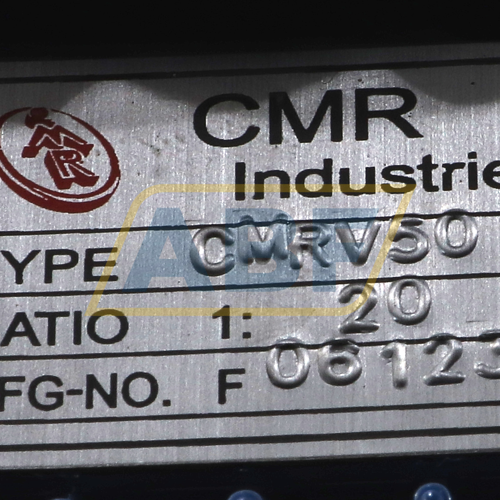 CMR
Industrie
YPE CMRV50
ATIO 1: 20
FG-NO. F 06123